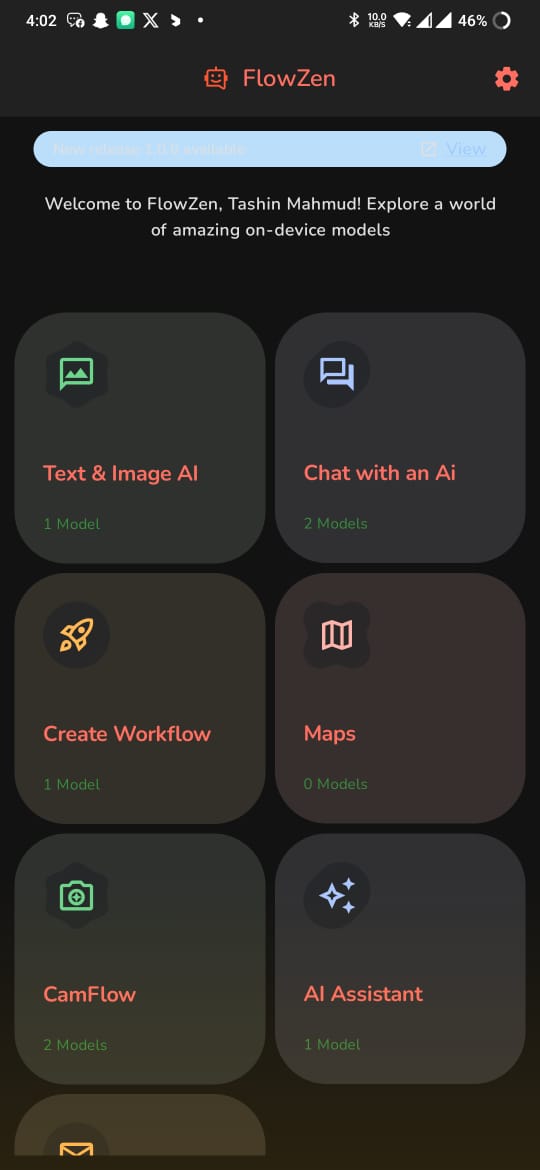 4:02
10.0
KB/S
46%
FlowZen
New release 1.0.9 available
View
Welcome to FlowZen, Tashin Mahmud! Explore a world
of amazing on-device models
Text & Image AI
1 Model
Chat with an Ai
2 Models
Create Workflow
1 Model
Maps
0 Models
CamFlow
2 Models
AI Assistant
1 Model